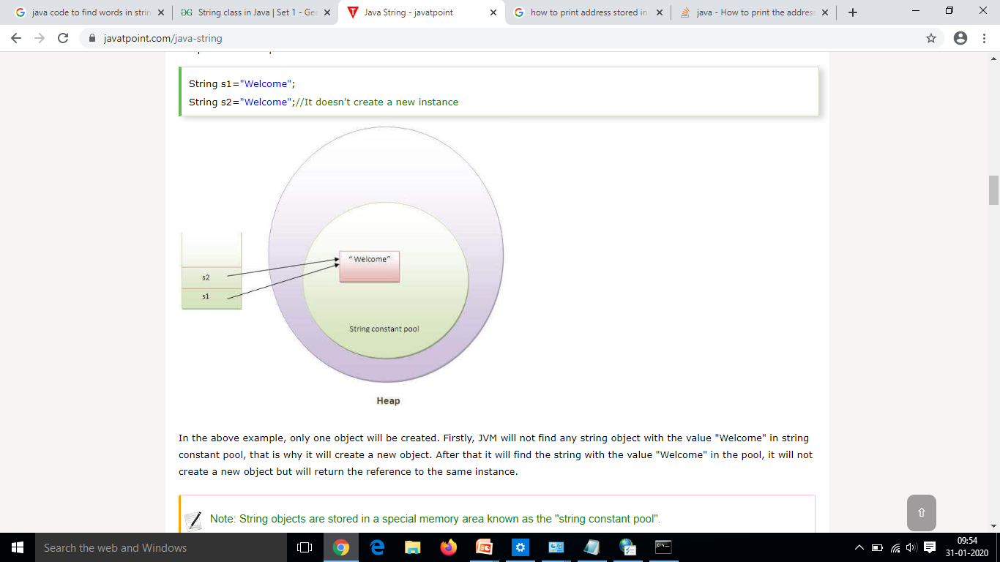 java code to find words in strin
String class in Java | Set 1 - Gee
Java String - javatpoint
how to print address stored in
java - How to print the address
javatpoint.com/java-string
String s1="Welcome";
String s2="Welcome";//It doesn't create a new instance
" Welcome"
s2
s1
String constant pool
Heap
In the above example, only one object will be created. Firstly, JVM will not find any string object with the value "Welcome" in string
constant pool, that is why it will create a new object. After that it will find the string with the value "Welcome" in the pool, it will not
create a new object but will return the reference to the same instance.
Note: String objects are stored in a special memory area known as the "string constant pool".
Search the web and Windows
09:54
31-01-2020